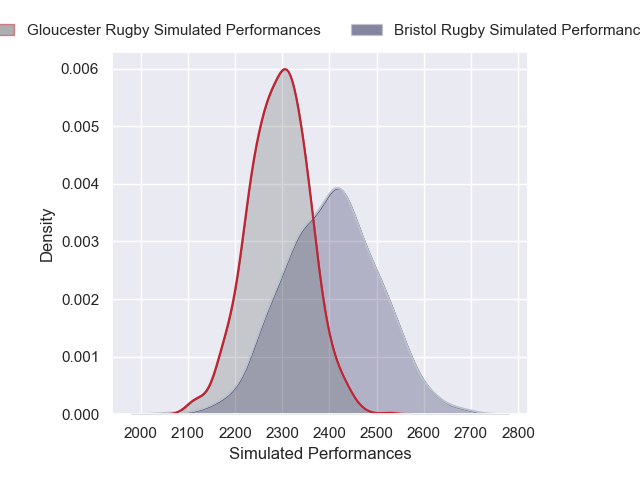 Gloucester Rugby Simulated Performances
Bristol Rugby Simulated
0.006
0.005
0.004
0.003
0.002
0.001
0.000
Density
2000 2100 2200 2300 2400 2500 2600 2700 2800
Simulated Performances